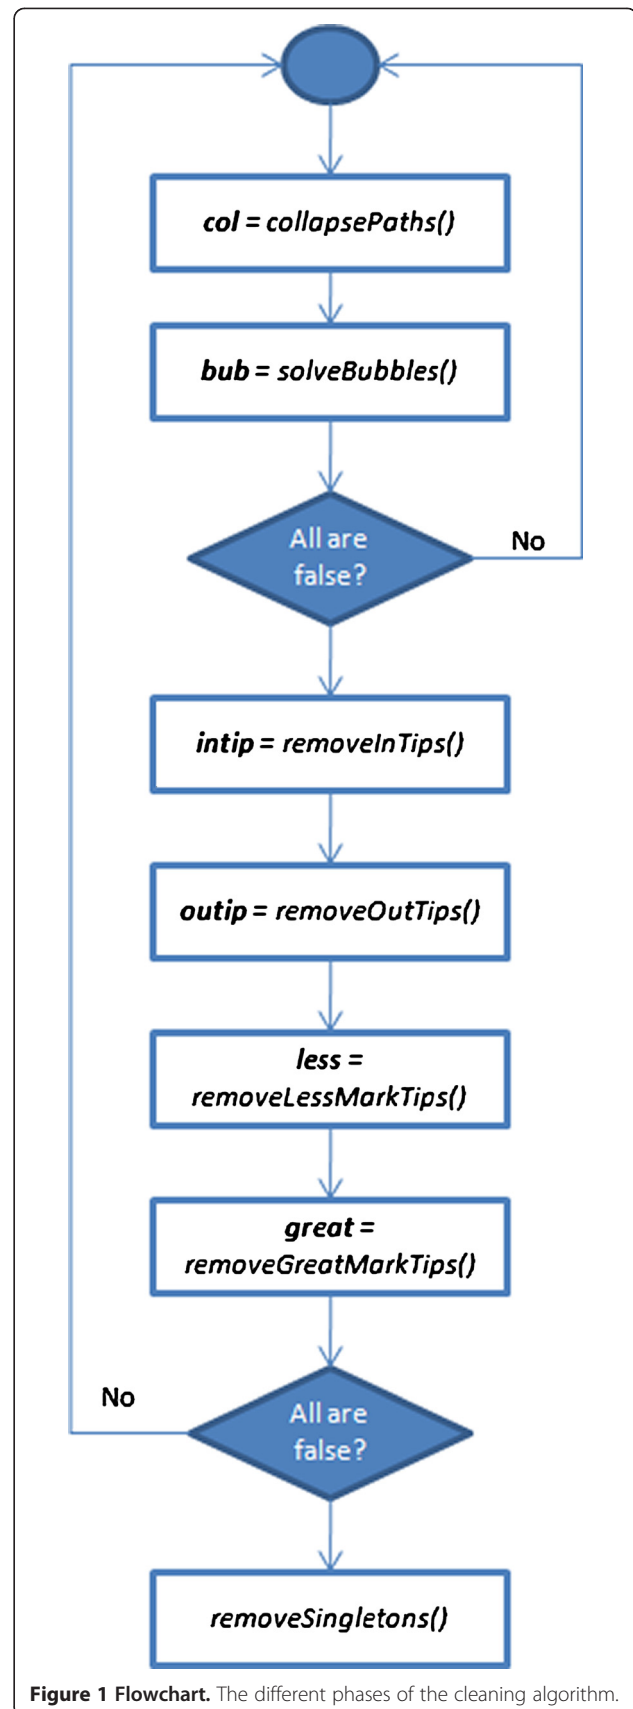 col = collapsePaths()
bub = solveBubbles()
All are
false?
No
intip = removeInTips()
outip = removeOutTips()
less =
removeLessMarkTips()
great =
removeGreatMarkTips()
No
All are
false?
removeSingletons()
Figure 1 Flowchart. The different phases of the cleaning algorithm.